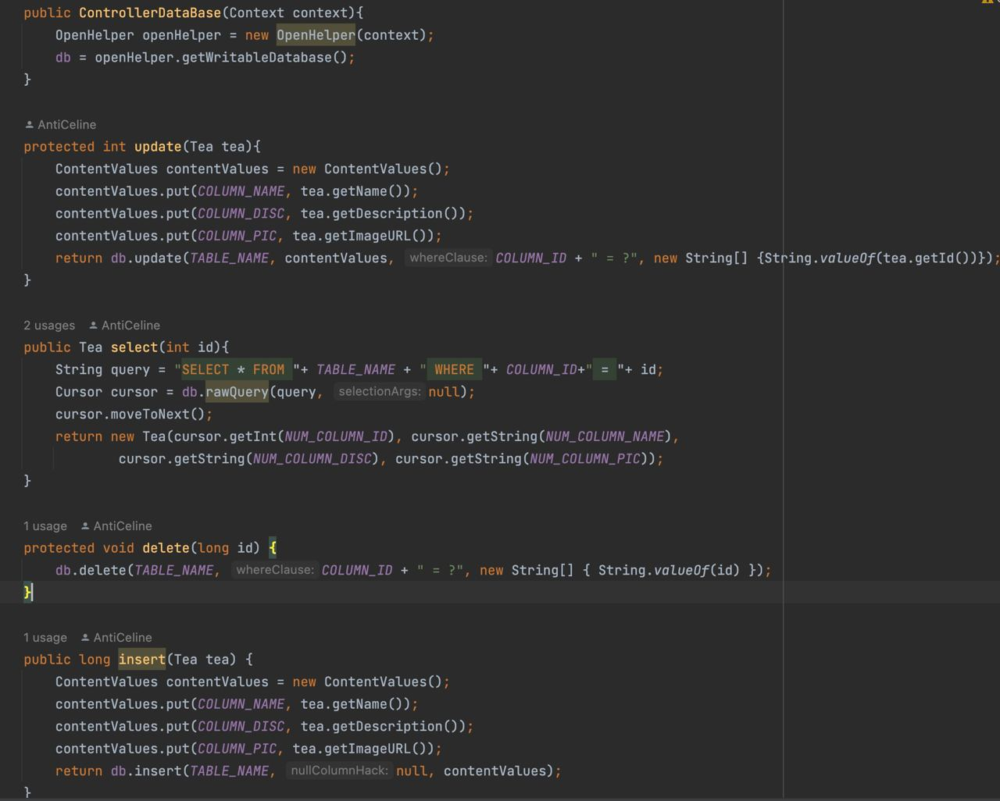 public ControllerDataBase(Context context){
OpenHelper openHelper = new OpenHelper(context);
db = openHelper.getWritableDatabase();
}
AntiCeline
protected int update(Tea tea){
ContentValues contentValues = new ContentValues();
contentValues.put(COLUMN_NAME, tea.getName());
contentValues.put(COLUMN_DISC, tea.getDescription());
contentValues.put(COLUMN_PIC, tea.getImageURL());
return db.update(TABLE_NAME, contentValues, whereClause: COLUMN_ID + " = ?", new String[] {String.valueOf(tea.getId())});
}
2 usages AntiCeline
public Tea select(int id){
String query = "SELECT * FROM "+ TABLE_NAME + " WHERE "+ COLUMN_ID+" = "+ id;
Cursor cursor = db.rawQuery(query, selectionArgs: null);
cursor.moveToNext();
return new Tea(cursor.getInt(NUM_COLUMN_ID), cursor.getString(NUM_COLUMN_NAME),
cursor.getString(NUM_COLUMN_DISC), cursor.getString(NUM_COLUMN_PIC));
}
1 usage AntiCeline
protected void delete(long id) {
db.delete(TABLE_NAME, whereClause: COLUMN_ID + " = ?", new String[] { String.valueOf(id) });
}
1 usage AntiCeline
public long insert(Tea tea) {
ContentValues contentValues = new ContentValues();
contentValues.put(COLUMN_NAME, tea.getName());
contentValues.put(COLUMN_DISC, tea.getDescription());
contentValues.put(COLUMN_PIC, tea.getImageURL());
return db.insert(TABLE_NAME, nullColumnHack: null, contentValues);
}